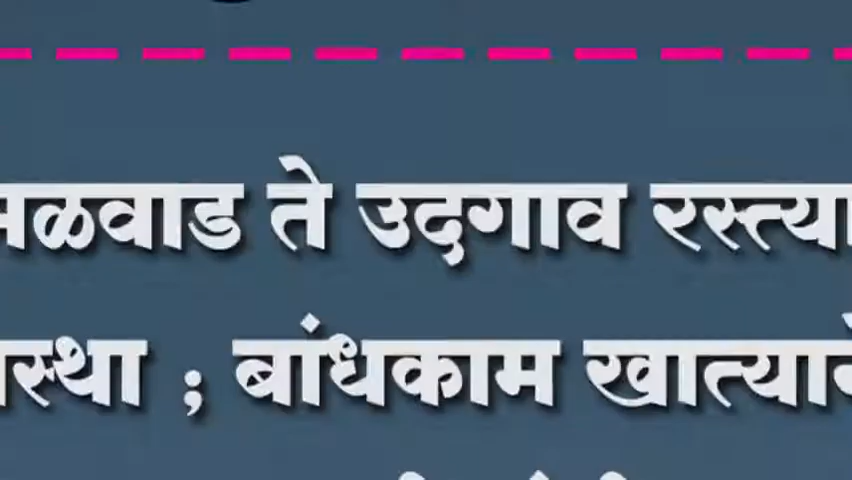 मळवाड ते उदगाव रस्त्या
स्था ; बांधकाम खात्याने